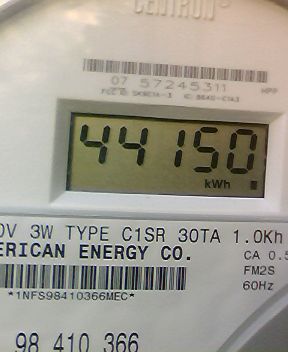 CENTRON
07 57245311 MPP
44150
kWh
0V 3W TYPE C1SR 30TA 1.0Kh
ERICAN ENERGY CO. CA 0.5
FM2S
*1NFS98410366MEC* 60Hz
98 410 366